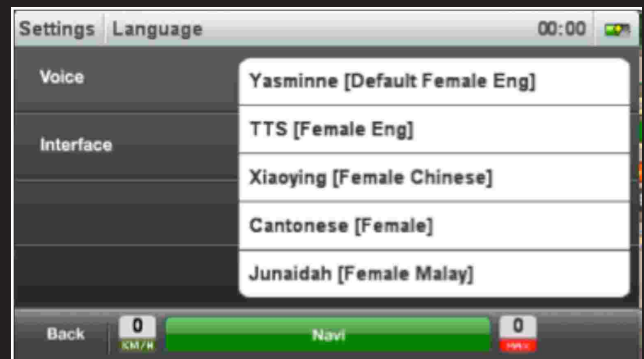 Settings Language 00:00
Voice
Yasminne [Default Female Eng]
TTS [Female Eng]
Interface
Xiaoying [Female Chinese]
Cantonese [Female]
Junaidah [Female Malay]
Back 0 Navi 0
KM/H MAX